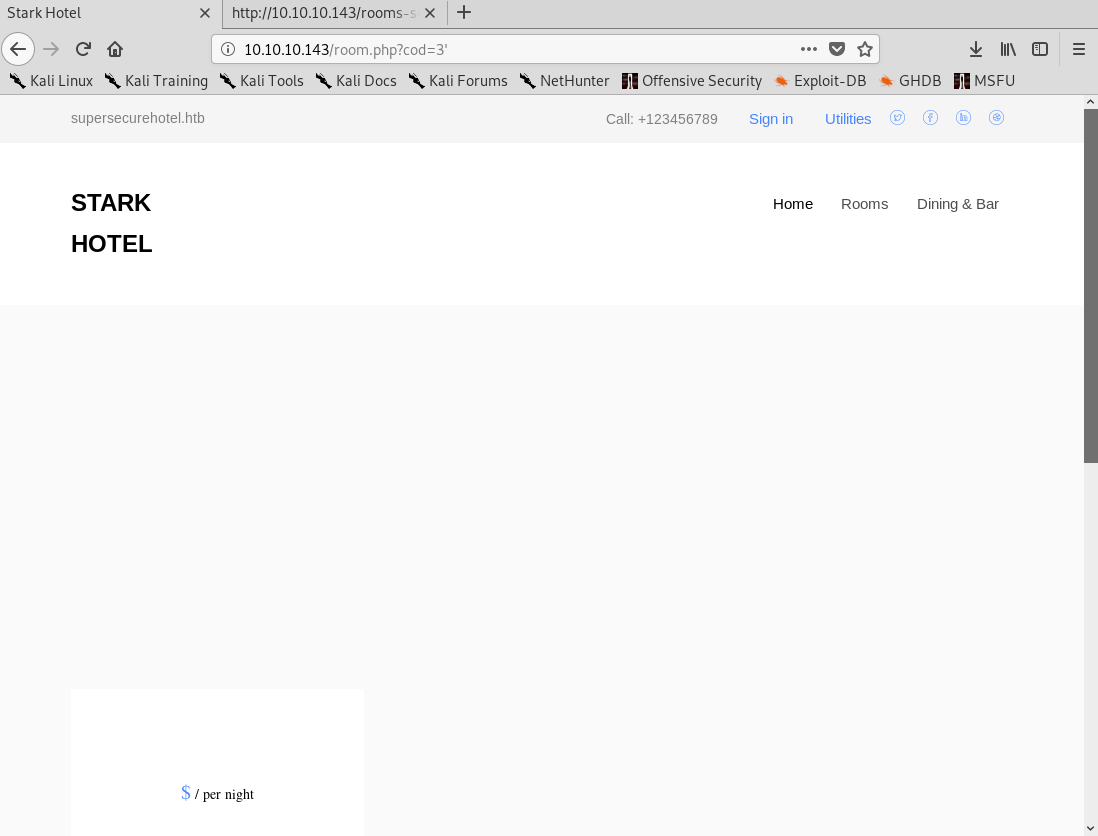 Stark Hotel
http://10.10.10.143/rooms-s
10.10.10.143/room.php?cod=3'
Kali Linux Kali Training Kali Tools Kali Docs Kali Forums NetHunter Offensive Security Exploit-DB GHDB MSFU
supersecurehotel.htb Call: +123456789 Sign in Utilities
STARK
HOTEL
Home Rooms Dining & Bar
$ / per night